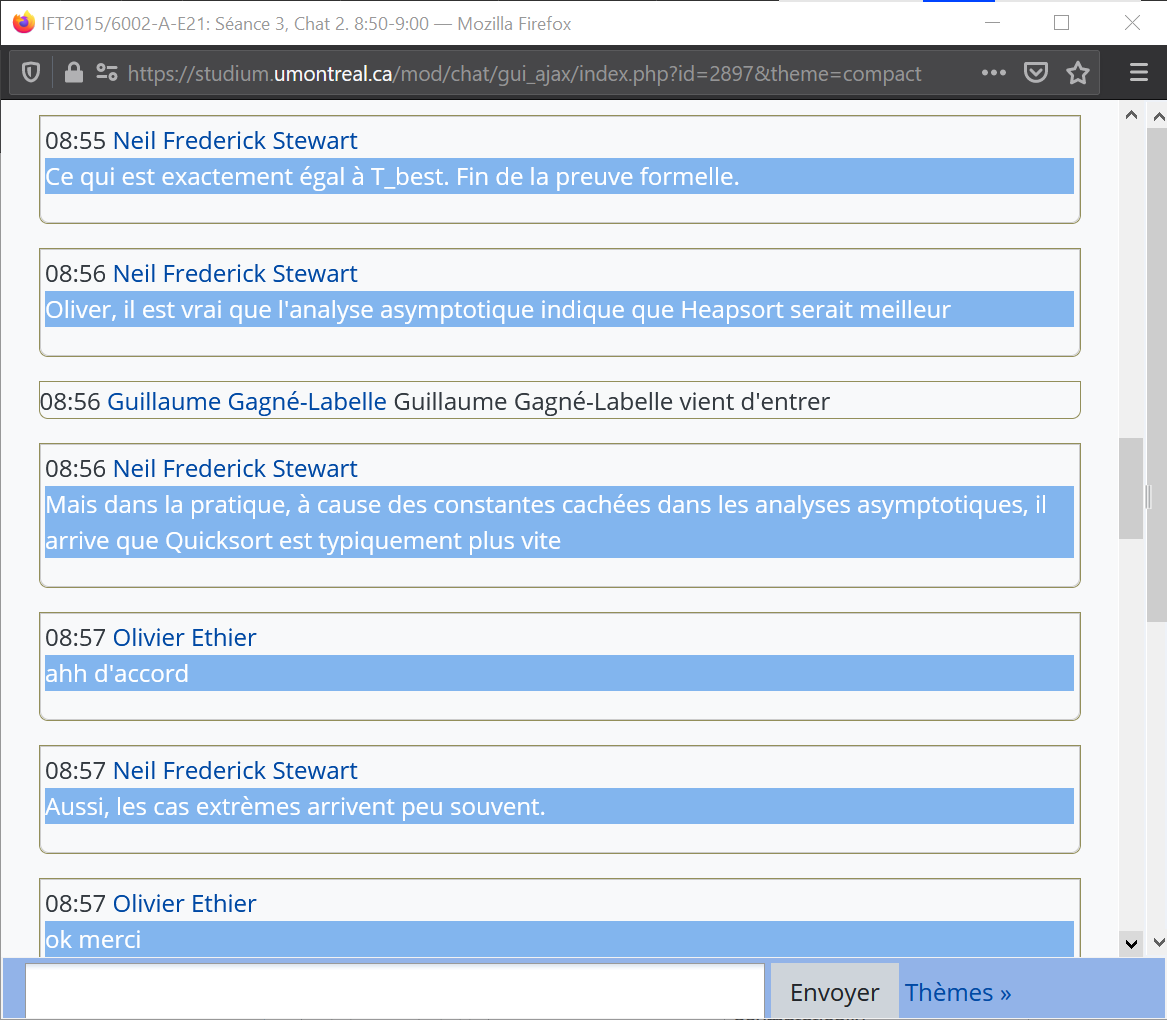 IFT2015/6002-A-E21: Séance 3, Chat 2. 8:50-9:00 — Mozilla Firefox
https://studium.umontreal.ca/mod/chat/gui_ajax/index.php?id=2897&theme=compact
08:55 Neil Frederick Stewart
Ce qui est exactement égal à T_best. Fin de la preuve formelle.
08:56 Neil Frederick Stewart
Oliver, il est vrai que l'analyse asymptotique indique que Heapsort serait meilleur
08:56 Guillaume Gagné-Labelle Guillaume Gagné-Labelle vient d'entrer
08:56 Neil Frederick Stewart
Mais dans la pratique, à cause des constantes cachées dans les analyses asymptotiques, il
arrive que Quicksort est typiquement plus vite
08:57 Olivier Ethier
ahh d'accord
08:57 Neil Frederick Stewart
Aussi, les cas extrèmes arrivent peu souvent.
08:57 Olivier Ethier
ok merci
Envoyer Thèmes »